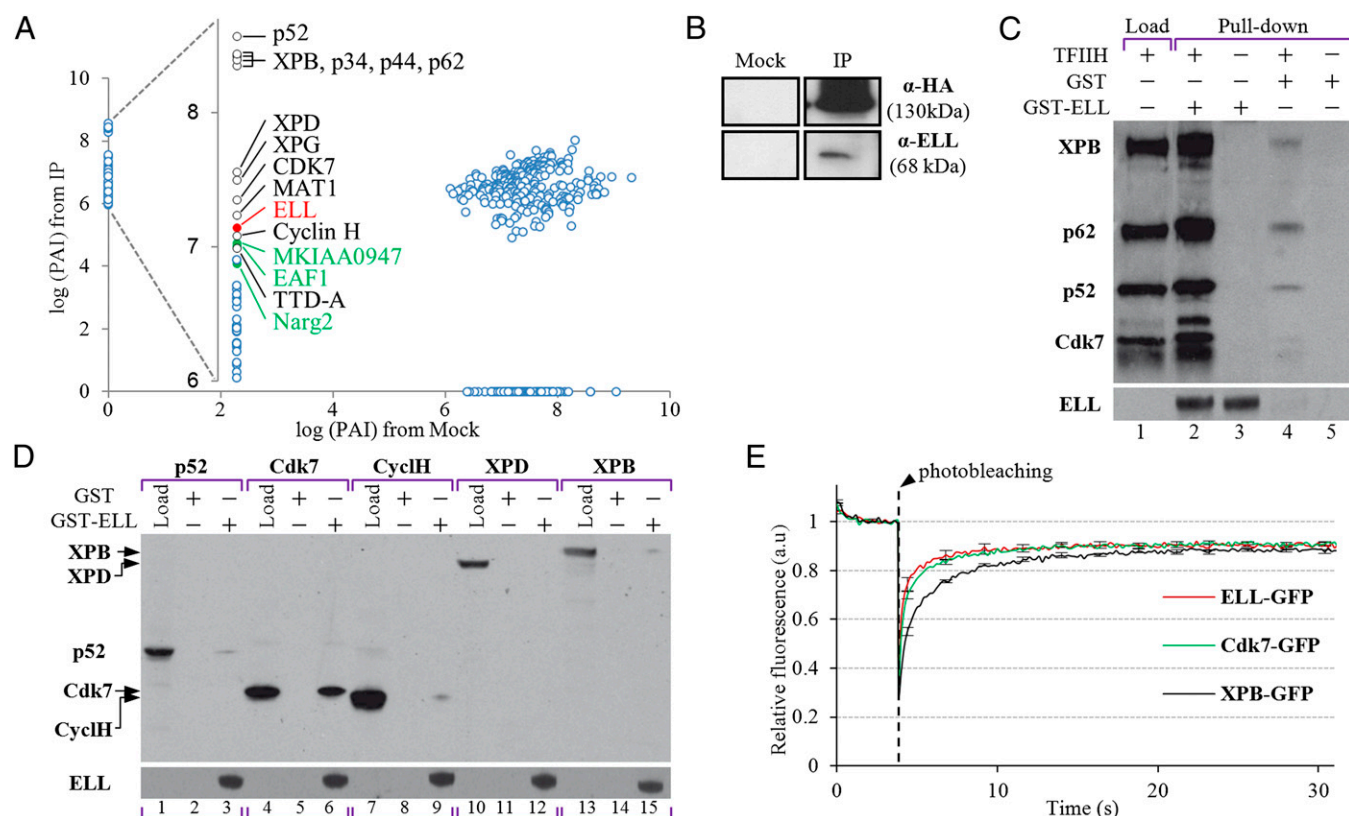 A
log (PAI) from IP
10
8
6
4
2
0
0
2
4
6
8
10
log (PAI) from Mock
8
7
6
p52
XPB, p34, p44, p62
XPD
XPG
CDK7
MAT1
ELL
Cyclin H
MKIAA0947
EAF1
TTD-A
Narg2
B
Mock
IP
α-HA
(130kDa)
α-ELL
(68 kDa)
C
Load
Pull-down
TFIIH + + − + −
GST − − − + +
GST-ELL − + + − −
XPB
p62
p52
Cdk7
ELL
1 2 3 4 5
D
p52 Cdk7 CyclH XPD XPB
GST Load + − Load + − Load + − Load + − Load + −
GST-ELL − + − + − + − + − +
XPB
XPD
p52
Cdk7
CyclH
ELL
1 2 3 4 5 6 7 8 9 10 11 12 13 14 15
E
photobleaching
Relative fluorescence (a.u)
1
0.8
0.6
0.4
0.2
0
ELL-GFP
Cdk7-GFP
XPB-GFP
0 10 20 30
Time (s)